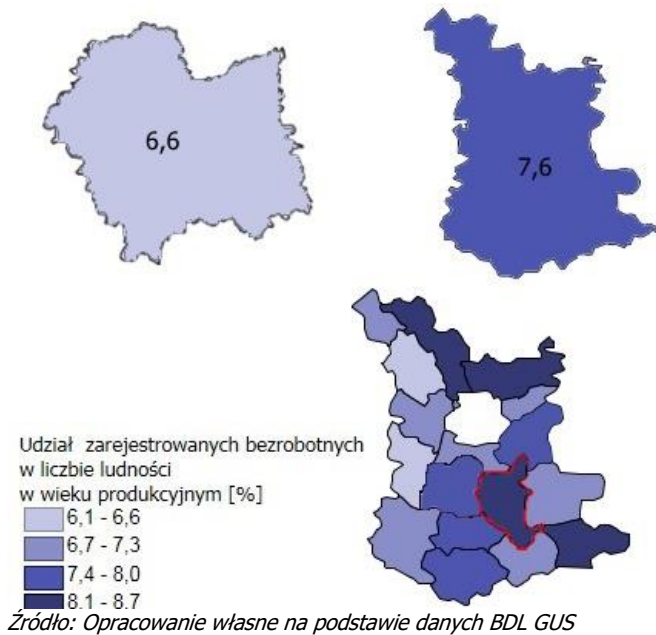 6,6
7,6
Udział zarejestrowanych bezrobotnych
w liczbie ludności
w wieku produkcyjnym [%]
6,1 - 6,6
6,7 - 7,3
7,4 - 8,0
8,1 - 8,7
Źródło: Opracowanie własne na podstawie danych BDL GUS